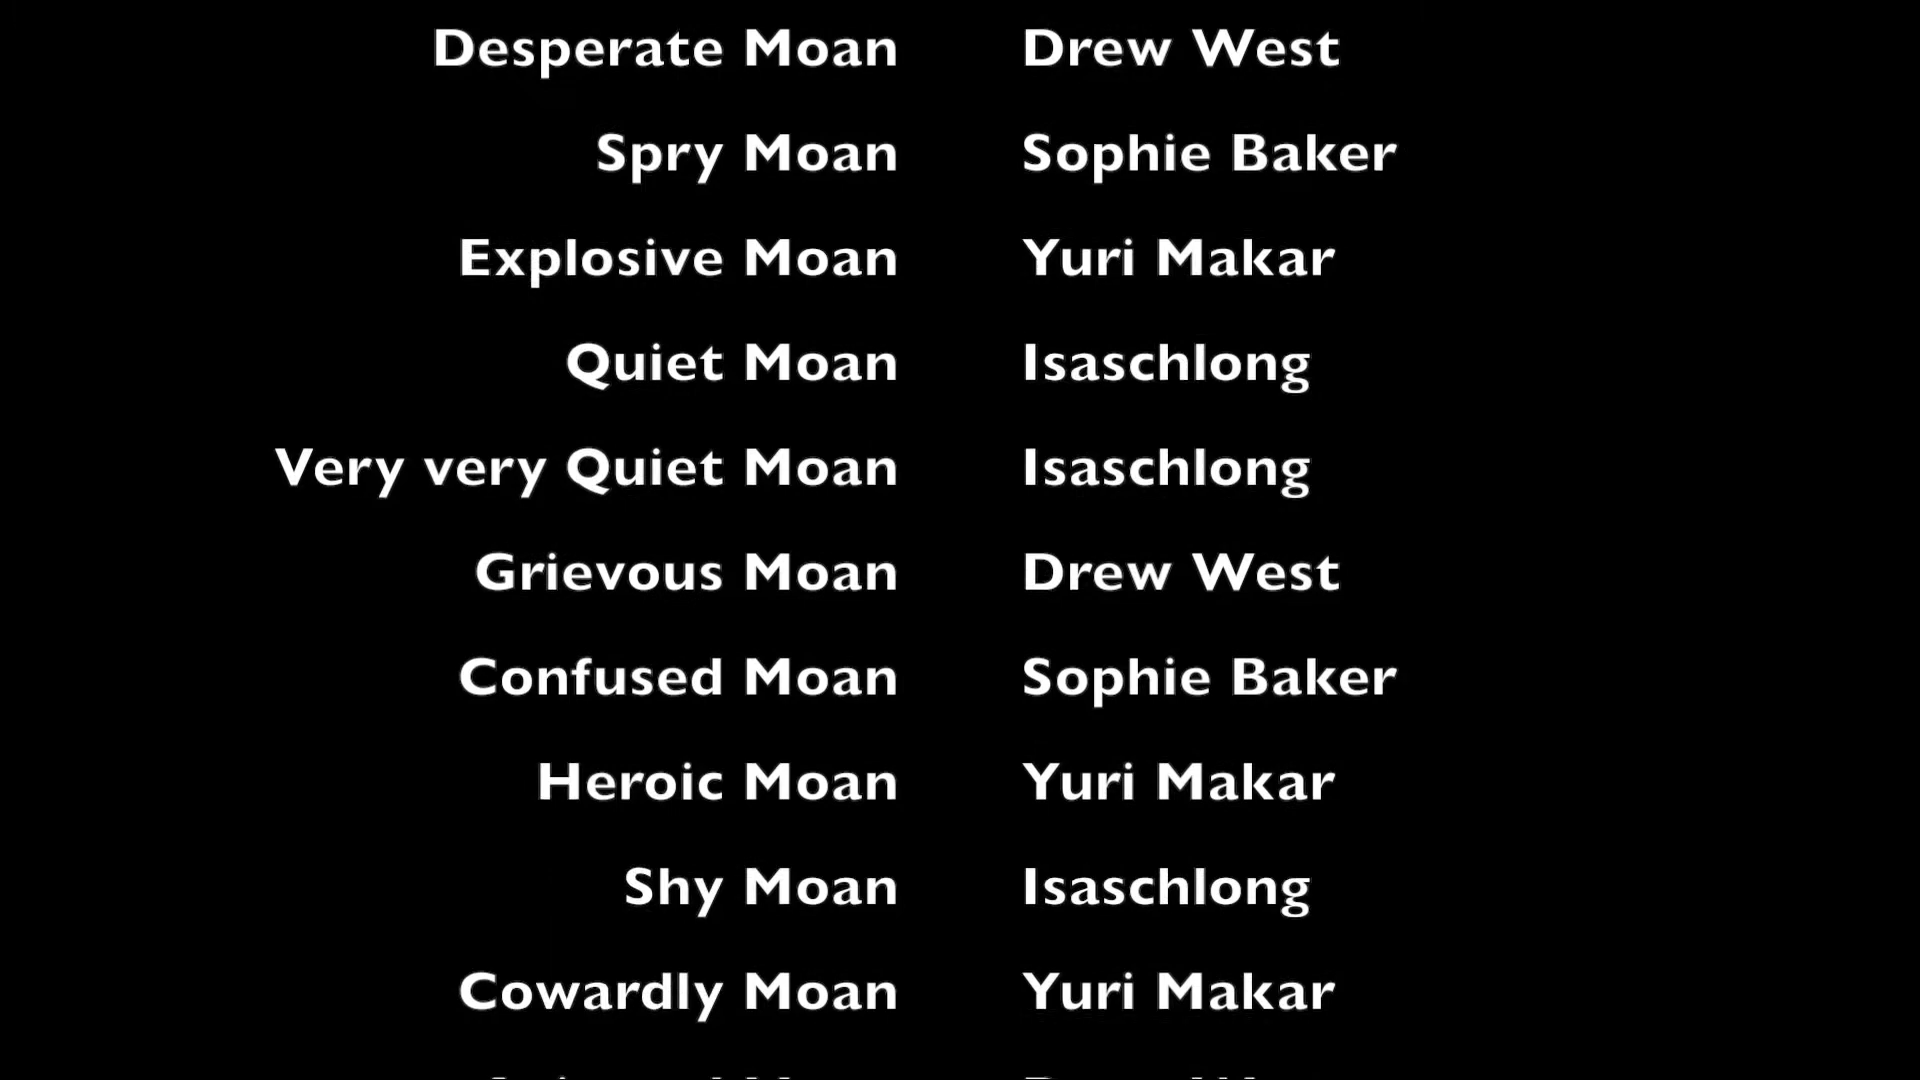 Desperate Moan Drew West
Spry Moan Sophie Baker
Explosive Moan Yuri Makar
Quiet Moan Isaschlong
Very very Quiet Moan Isaschlong
Grievous Moan Drew West
Confused Moan Sophie Baker
Heroic Moan Yuri Makar
Shy Moan Isaschlong
Cowardly Moan Yuri Makar